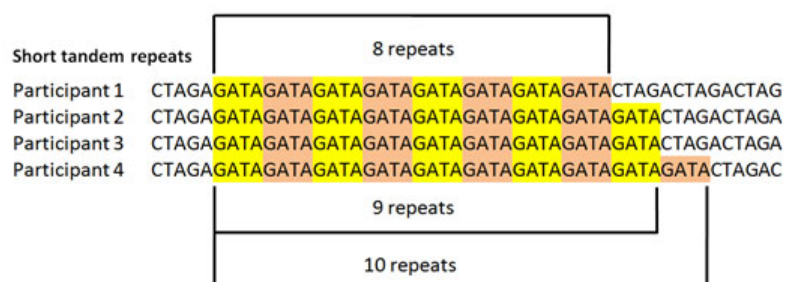 8 repeats
Short tandem repeats
Participant 1 CTAGAGATAGATAGATAGATAGATAGATAGATAGATACTAGACTAGACTAG
Participant 2 CTAGAGATAGATAGATAGATAGATAGATAGATAGATAGATACTAGACTAGA
Participant 3 CTAGAGATAGATAGATAGATAGATAGATAGATAGATAGATACTAGACTAGA
Participant 4 CTAGAGATAGATAGATAGATAGATAGATAGATAGATAGATAGATACTAGAC
9 repeats
10 repeats